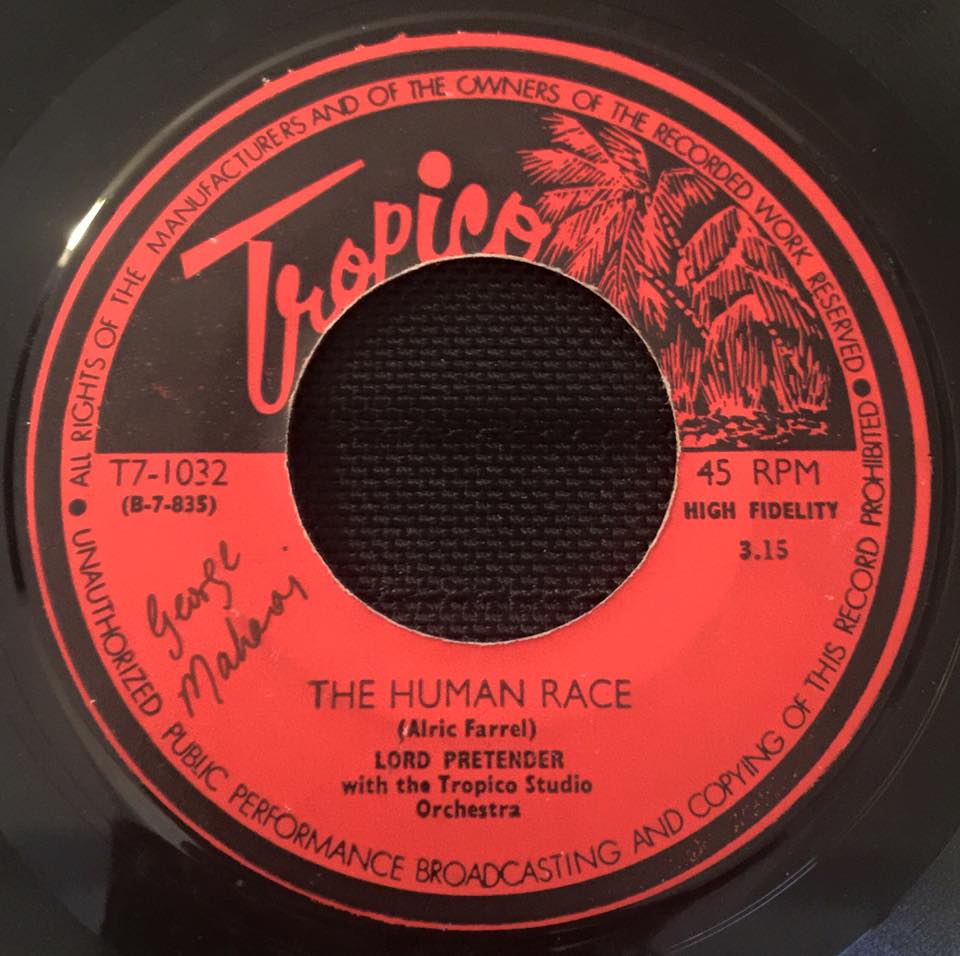 ALL RIGHTS OF THE MANUFACTURERS AND OF THE OWNERS OF THE RECORDED WORK RESERVED
Tropico
T7-1032
(B-7-835)
45 RPM
HIGH FIDELITY
3.15
George
THE HUMAN RACE
(Alric Farrel)
LORD PRETENDER
with the Tropico Studio
Orchestra
UNAUTHORIZED PUBLIC PERFORMANCE BROADCASTING AND COPYING OF THIS RECORD PROHIBITED